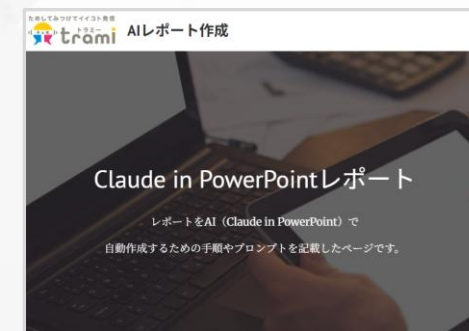 ためしてみつけてイイコト発信
トラミー
trami
AIレポート作成
Claude in PowerPointレポート
レポートをAI（Claude in PowerPoint）で
自動作成するための手順やプロンプトを記載したページです。